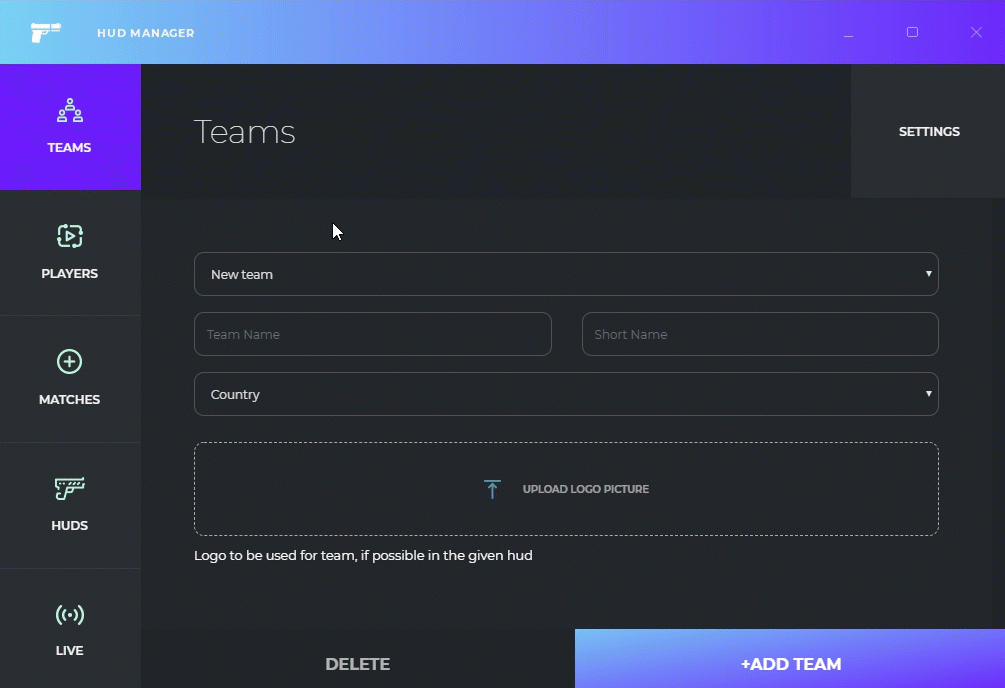 HUD MANAGER
TEAMS
Teams
SETTINGS
PLAYERS
New team
Team Name
Short Name
MATCHES
Country
UPLOAD LOGO PICTURE
HUDS
Logo to be used for team, if possible in the given hud
LIVE
DELETE
+ADD TEAM